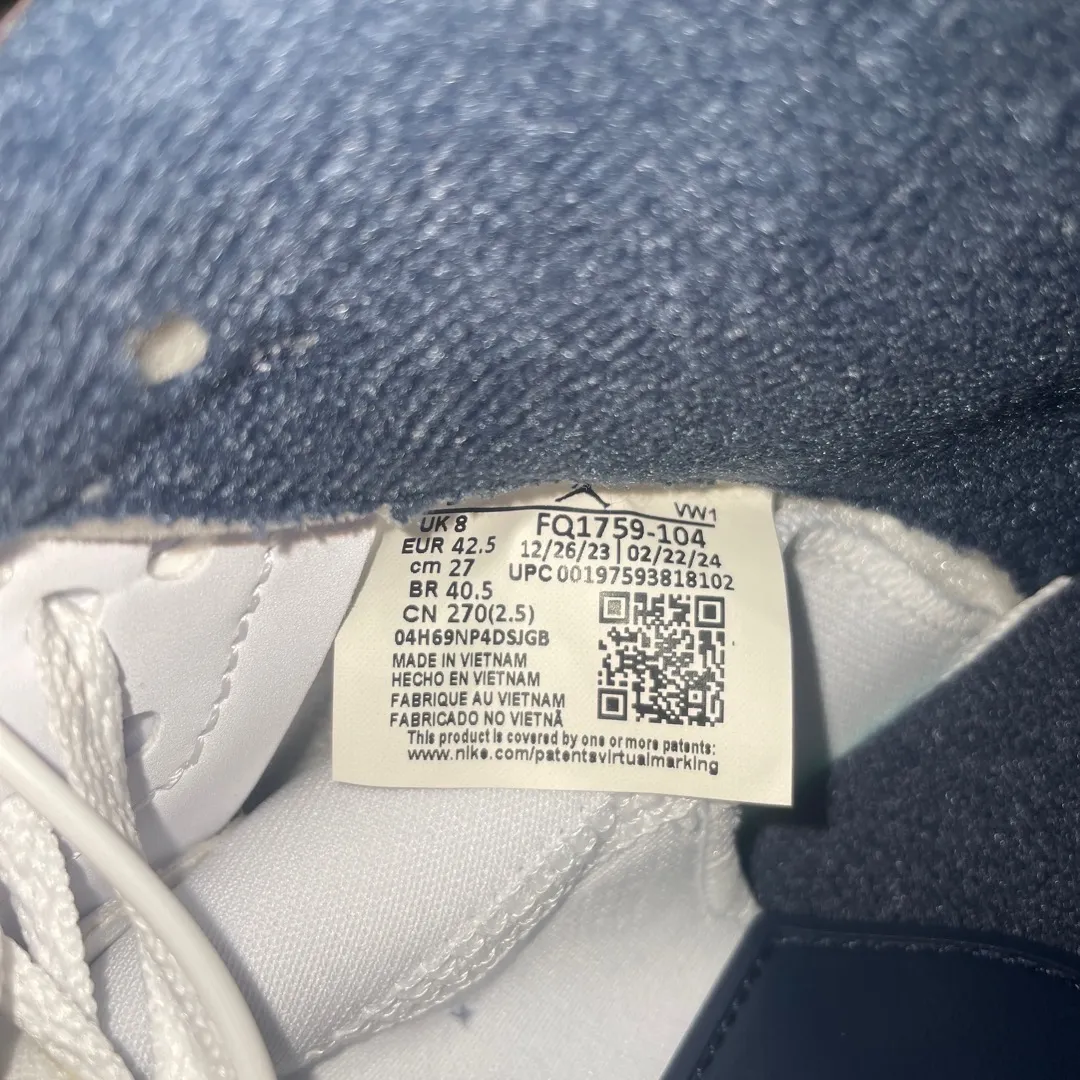 VW1
UK 8
FQ1759-104
EUR 42.5
12/26/23 | 02/22/24
cm 27
UPC 00197593818102
BR 40.5
CN 270(2.5)
04H69NP4DSJGB
MADE IN VIETNAM
HECHO EN VIETNAM
FABRIQUE AU VIETNAM
FABRICADO NO VIETNÃ
This product is covered by one or more patents:
www.nike.com/patentsvirtualmarking